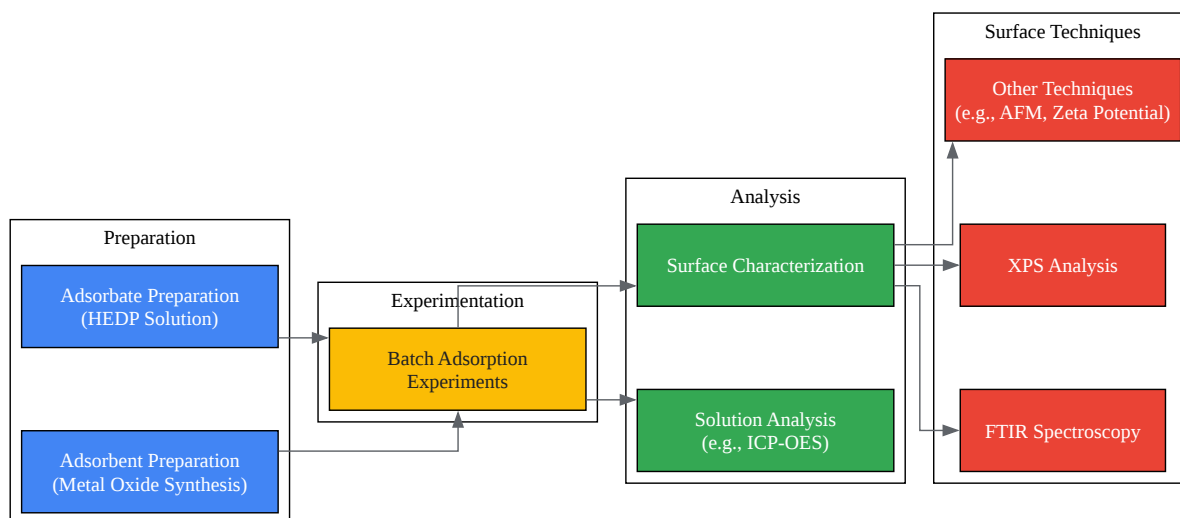 Preparation
Adsorbate Preparation
(HEDP Solution)
Adsorbent Preparation
(Metal Oxide Synthesis)
Experimentation
Batch Adsorption
Experiments
Analysis
Surface Characterization
Solution Analysis
(e.g., ICP-OES)
Surface Techniques
Other Techniques
(e.g., AFM, Zeta Potential)
XPS Analysis
FTIR Spectroscopy